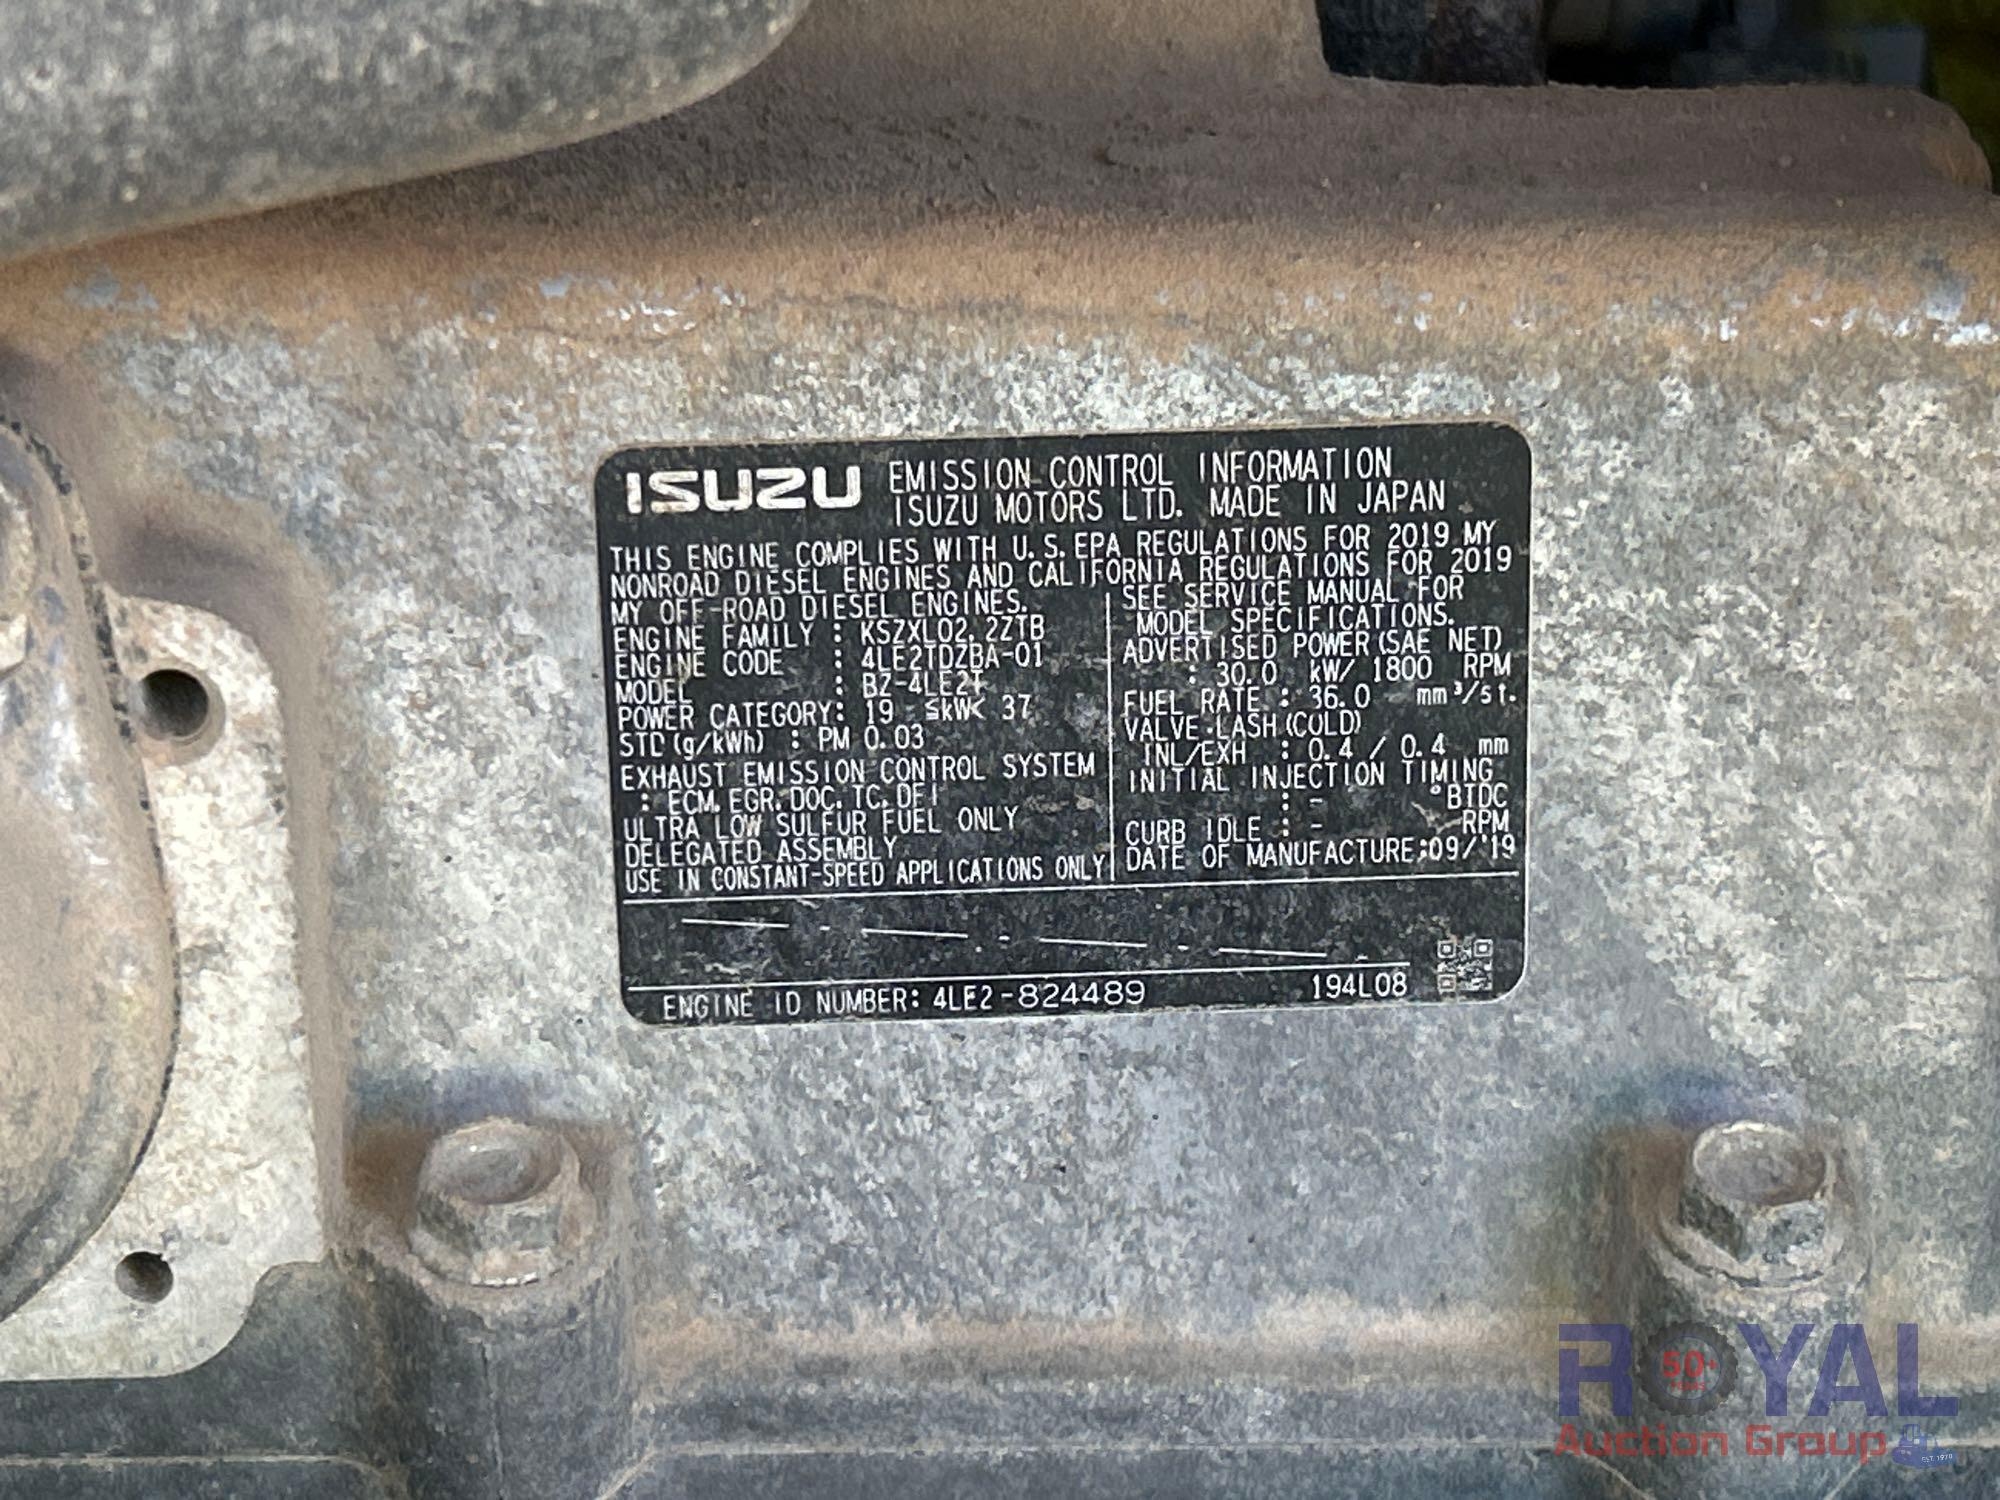 ISUZU EMISSION CONTROL INFORMATION
ISUZU MOTORS LTD. MADE IN JAPAN
THIS ENGINE COMPLIES WITH U.S.EPA REGULATIONS FOR 2019 MY
NONROAD DIESEL ENGINES AND CALIFORNIA REGULATIONS FOR 2019
MY OFF-ROAD DIESEL ENGINES.
ENGINE FAMILY : KSZXL02.2ZTB
ENGINE CODE : 4LE2TDZBA-01
MODEL : BZ-4LE2T
POWER CATEGORY: 19 ≤kW< 37
STD (g/kWh) : PM 0.03
EXHAUST EMISSION CONTROL SYSTEM
: ECM, EGR, DOC, TC, DFI
ULTRA LOW SULFUR FUEL ONLY
DELEGATED ASSEMBLY
USE IN CONSTANT-SPEED APPLICATIONS ONLY
SEE SERVICE MANUAL FOR
MODEL SPECIFICATIONS.
ADVERTISED POWER (SAE NET)
: 30.0 kW/ 1800 RPM
FUEL RATE : 36.0 mm³/st.
VALVE LASH (COLD)
INL/EXH : 0.4 / 0.4 mm
INITIAL INJECTION TIMING
: - °BTDC
CURB IDLE : - RPM
DATE OF MANUFACTURE:09/'19
ENGINE ID NUMBER: 4LE2-824489
194L08
ROYAL
50+
YEARS
Auction Group
EST. 1970